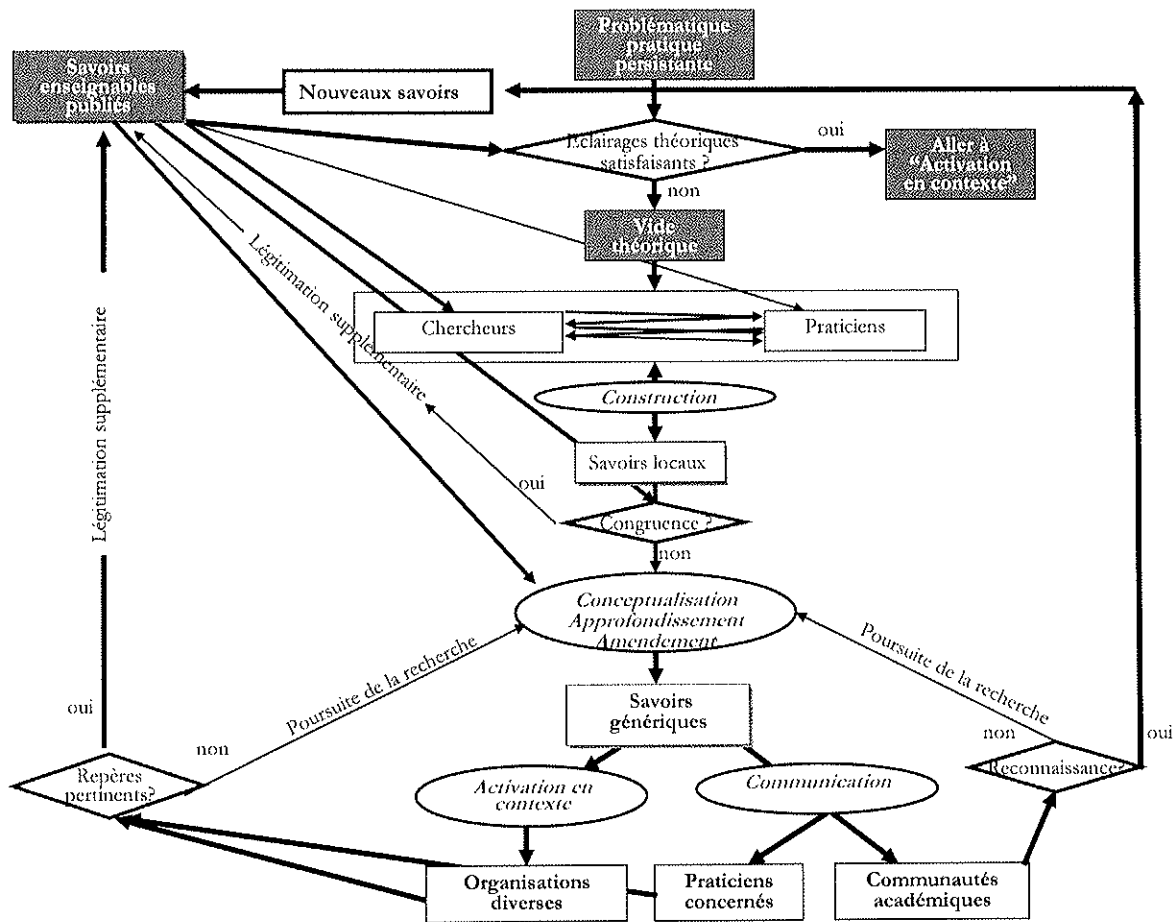 Problématique
pratique
persistante
Savoirs
enseignables
publiés
Nouveaux savoirs
Eclairages théoriques
satisfaisants ?
oui
Aller à
“Activation
en contexte”
non
Vide
théorique
Légitimation supplémentaire
Légitimation supplémentaire
Chercheurs
Praticiens
Construction
Savoirs locaux
oui
Congruence ?
non
Conceptualisation
Approfondissement
Amendement
Poursuite de la recherche
Poursuite de la recherche
Savoirs
génériques
oui
non
non
oui
Repères
pertinents?
Activation en
contexte
Communication
Reconnaissance?
Organisations
diverses
Praticiens
concernés
Communautés
académiques